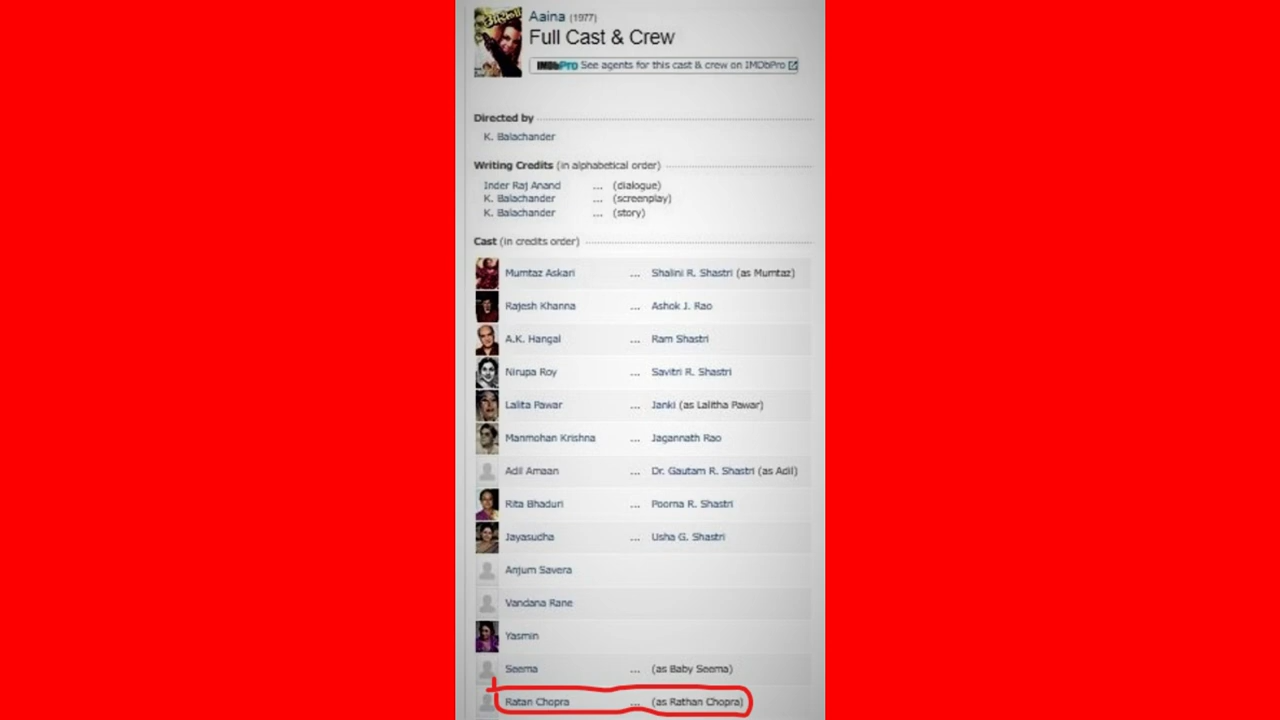 Aaina (1977)
Full Cast & Crew
IMDbPro See agents for this cast & crew on IMDbPro
Directed by
K. Balachander
Writing Credits (in alphabetical order)
Inder Raj Anand ... (dialogue)
K. Balachander ... (screenplay)
K. Balachander ... (story)
Cast (in credits order)
Mumtaz Askari ... Shalini R. Shastri (as Mumtaz)
Rajesh Khanna ... Ashok J. Rao
A.K. Hangal ... Ram Shastri
Nirupa Roy ... Savitri R. Shastri
Lalita Pawar ... Janki (as Lalitha Pawar)
Manmohan Krishna ... Jagannath Rao
Adil Amaan ... Dr. Gautam R. Shastri (as Adil)
Rita Bhaduri ... Poorna R. Shastri
Jayasudha ... Usha G. Shastri
Anjum Savera
Vandana Rane
Yasmin
Seema ... (as Baby Seema)
Ratan Chopra ... (as Rathan Chopra)